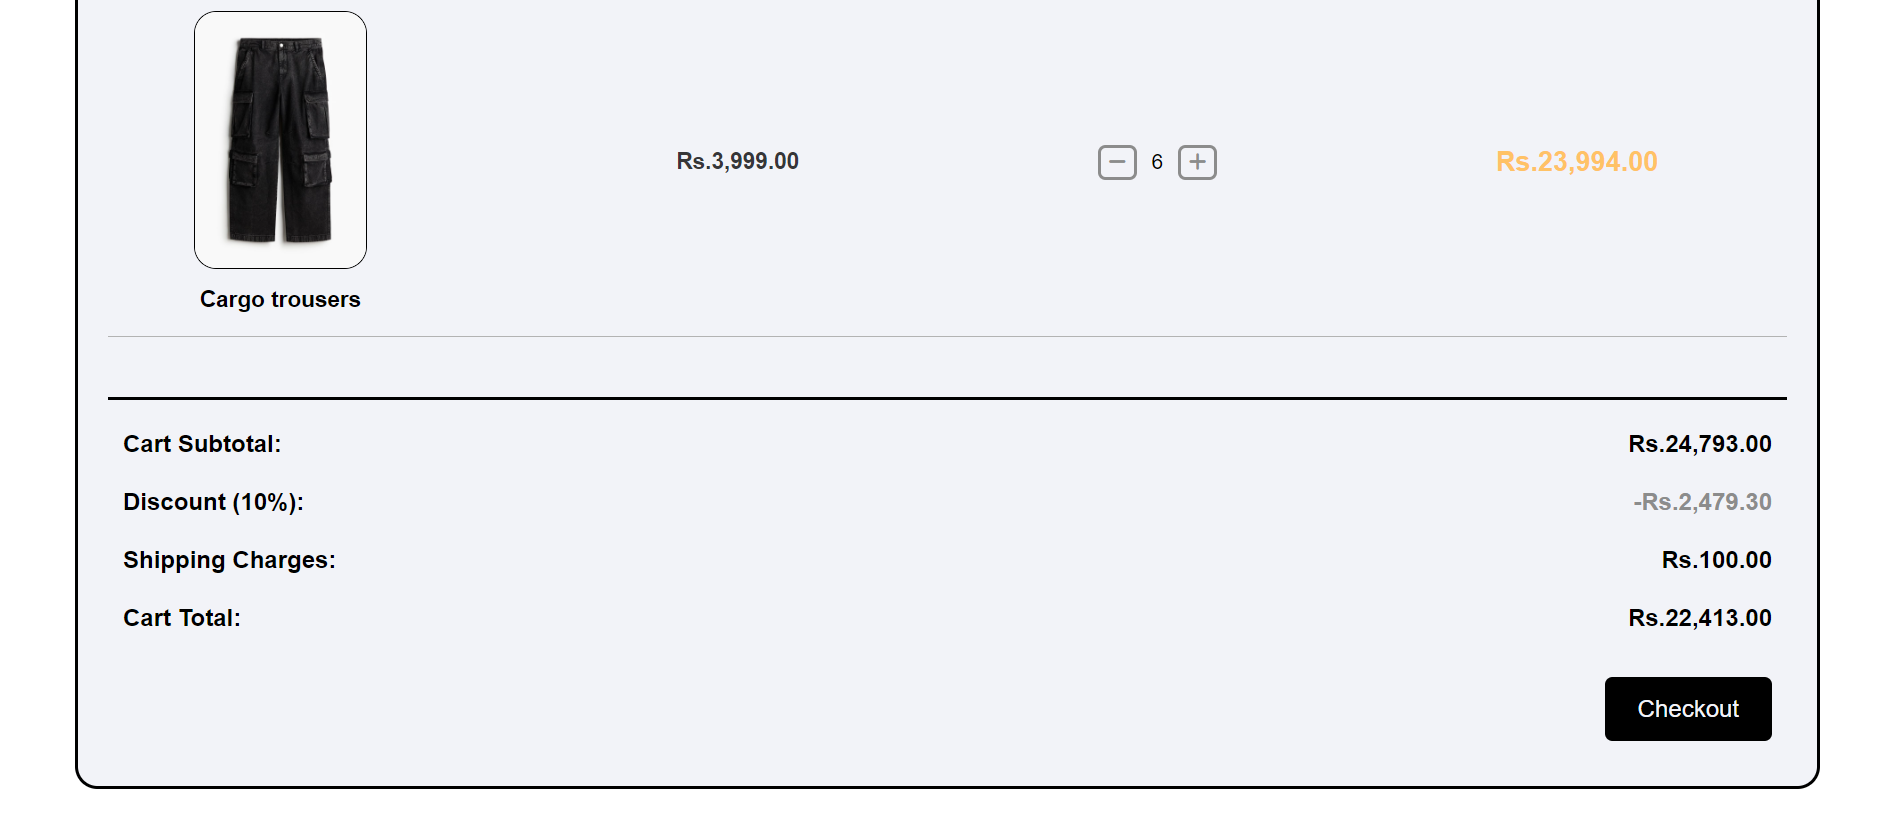 Rs.3,999.00 6 Rs.23,994.00
Cargo trousers
Cart Subtotal: Rs.24,793.00
Discount (10%): -Rs.2,479.30
Shipping Charges: Rs.100.00
Cart Total: Rs.22,413.00
Checkout